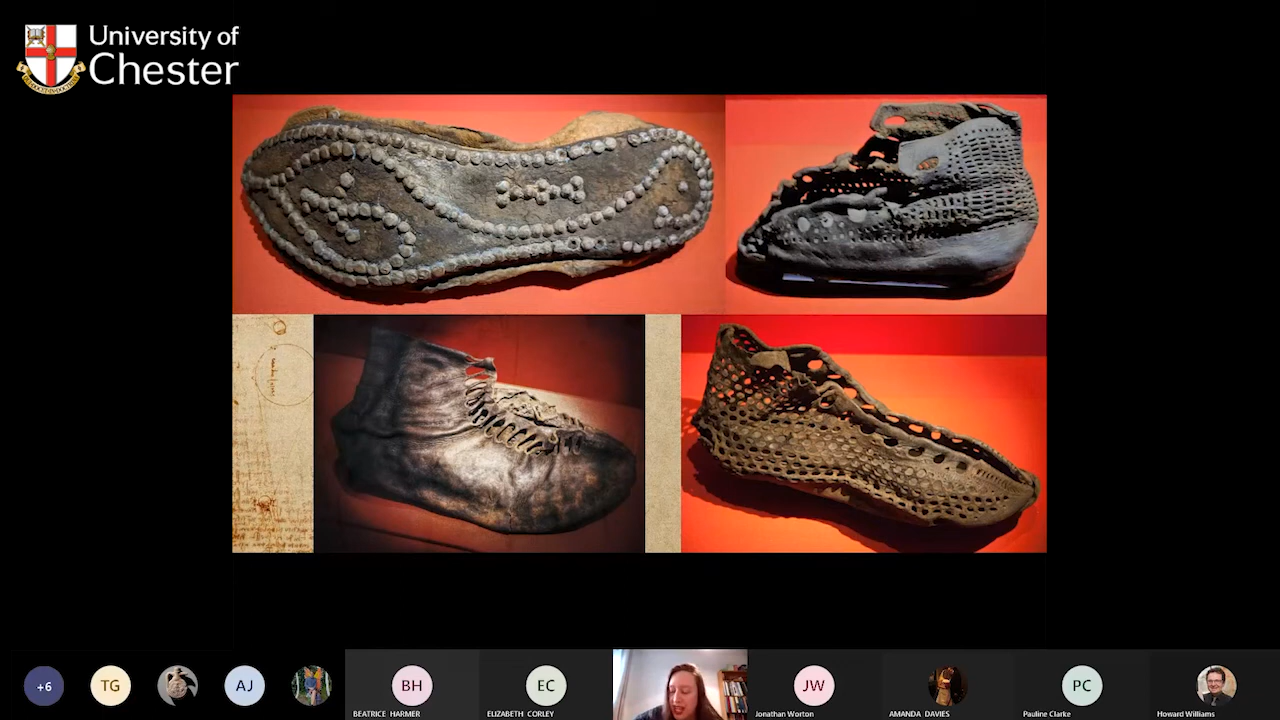 University of
Chester
+6
TG
AJ
BH
EC
JW
PC
BEATRICE HARMER
ELIZABETH CORLEY
Jonathan Worton
AMANDA DAVIES
Pauline Clarke
Howard Williams